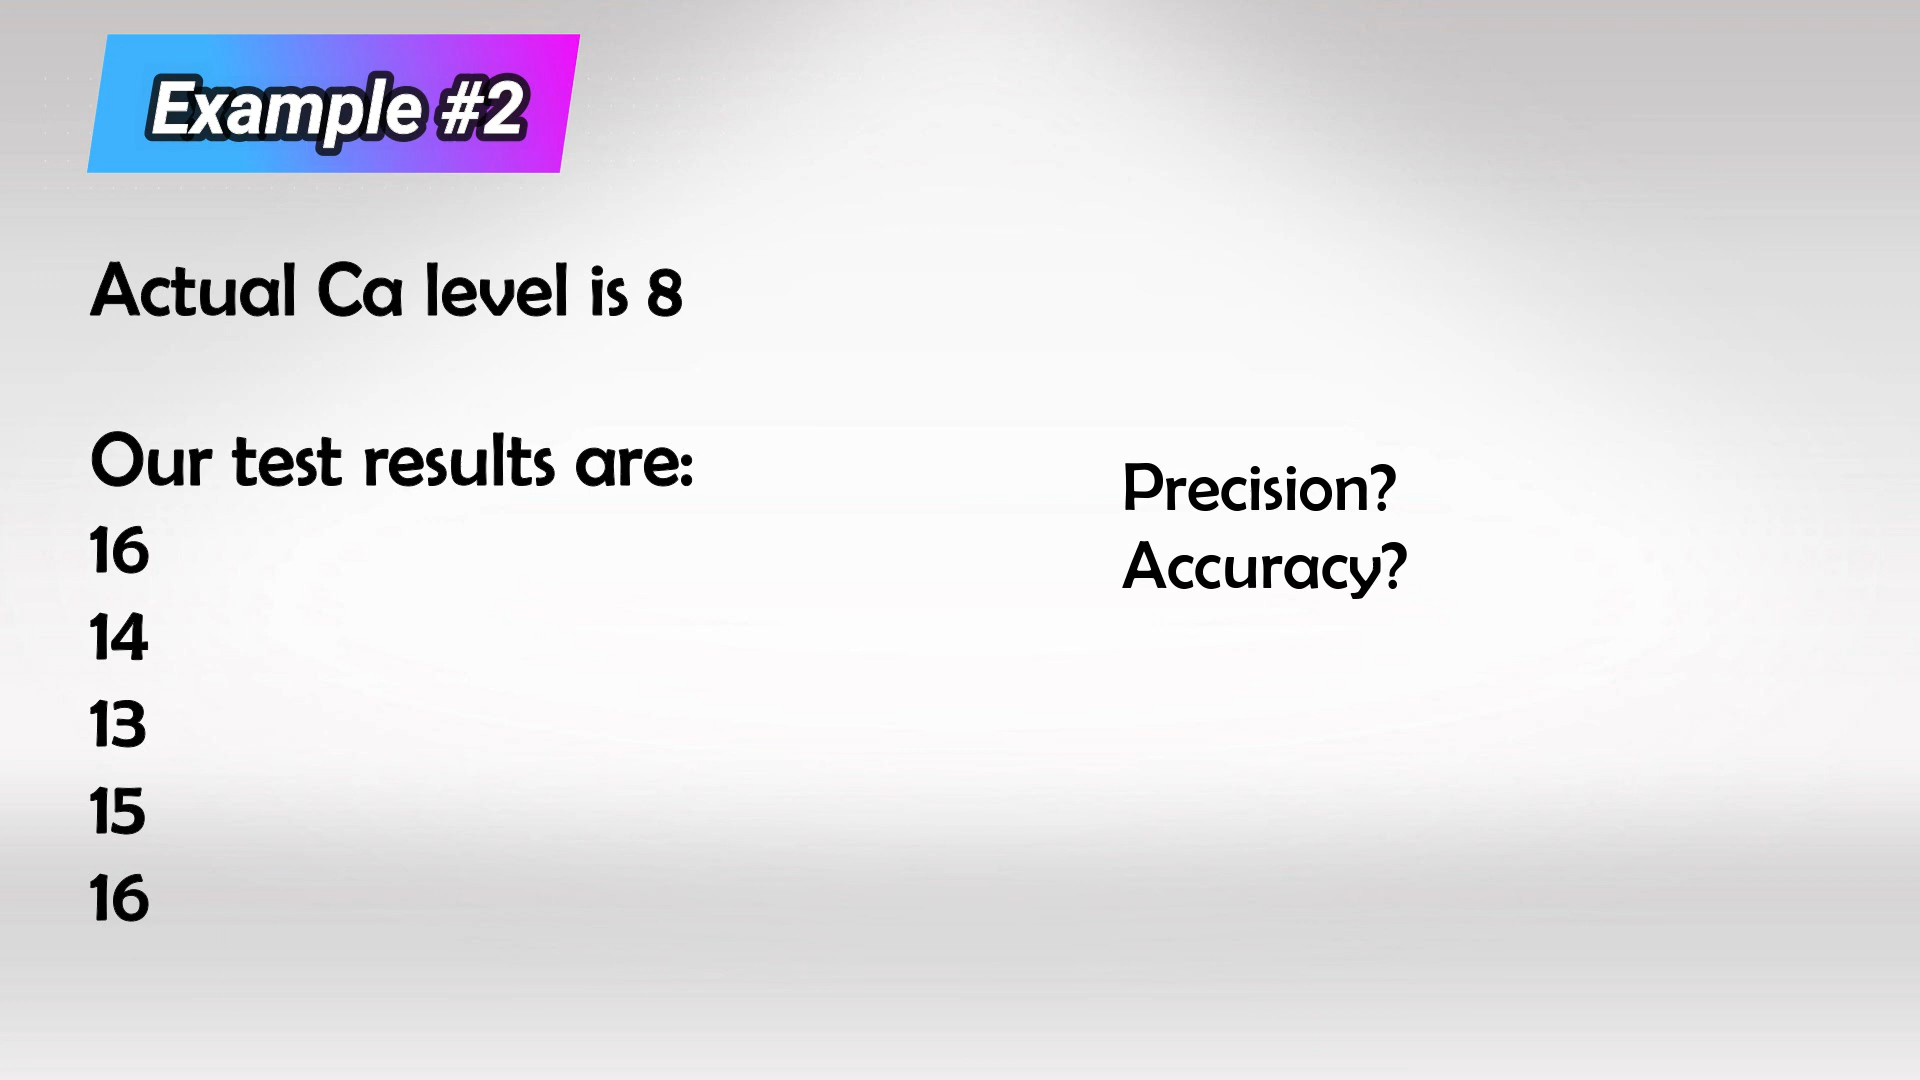 Example #2
Actual Ca level is 8
Our test results are:
16
14
13
15
16
Precision?
Accuracy?